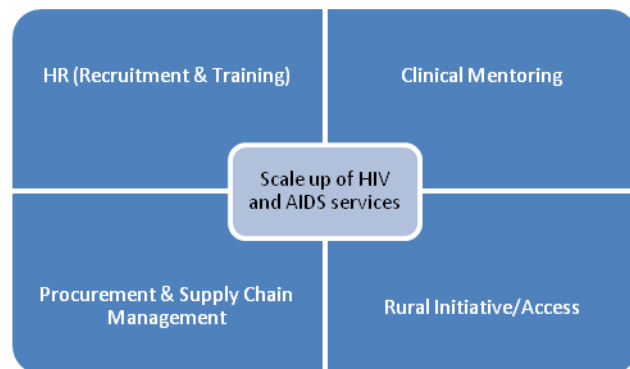 HR (Recruitment & Training)
Clinical Mentoring
Scale up of HIV
and AIDS services
Procurement & Supply Chain
Management
Rural Initiative/Access